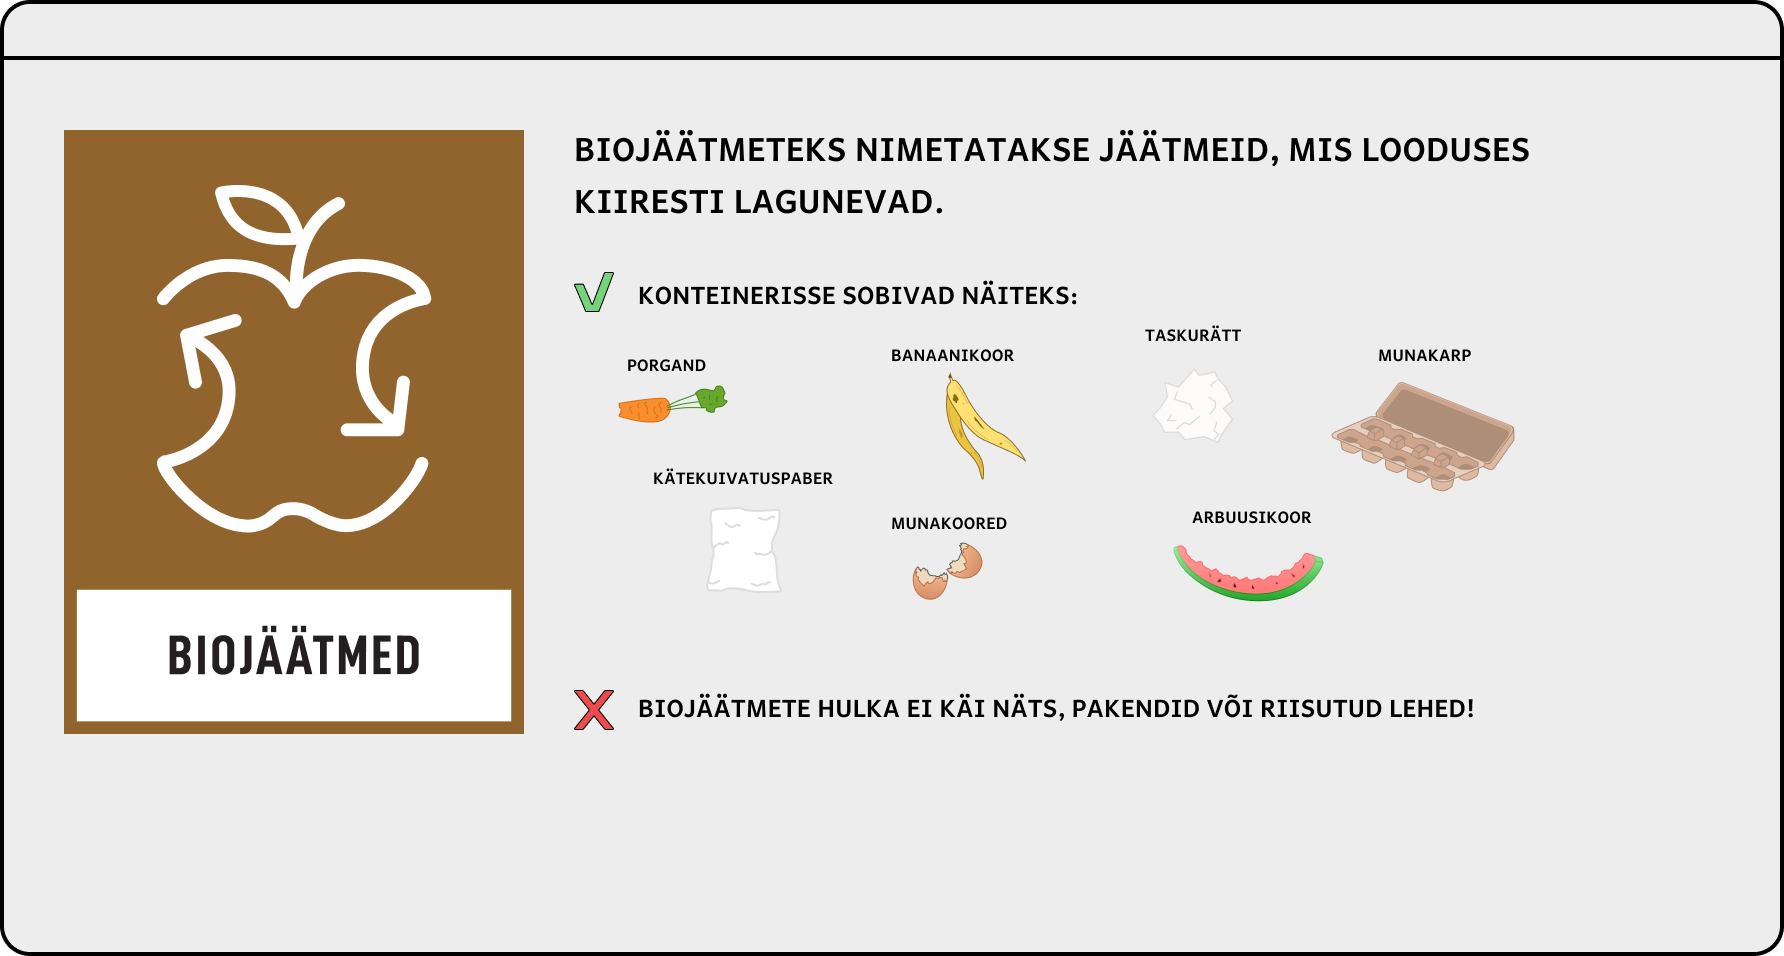 BIOJÄÄTMED
BIOJÄÄTMETEKS NIMETATAKSE JÄÄTMEID, MIS LOODUSES
KIIRESTI LAGUNEVAD.
KONTEINERISSE SOBIVAD NÄITEKS:
PORGAND
BANAANIKOOR
TASKURÄTT
MUNAKARP
KÄTEKUIVATUSPABER
MUNAKOORED
ARBUUSIKOOR
BIOJÄÄTMETE HULKA EI KÄI NÄTS, PAKENDID VÕI RIISUTUD LEHED!